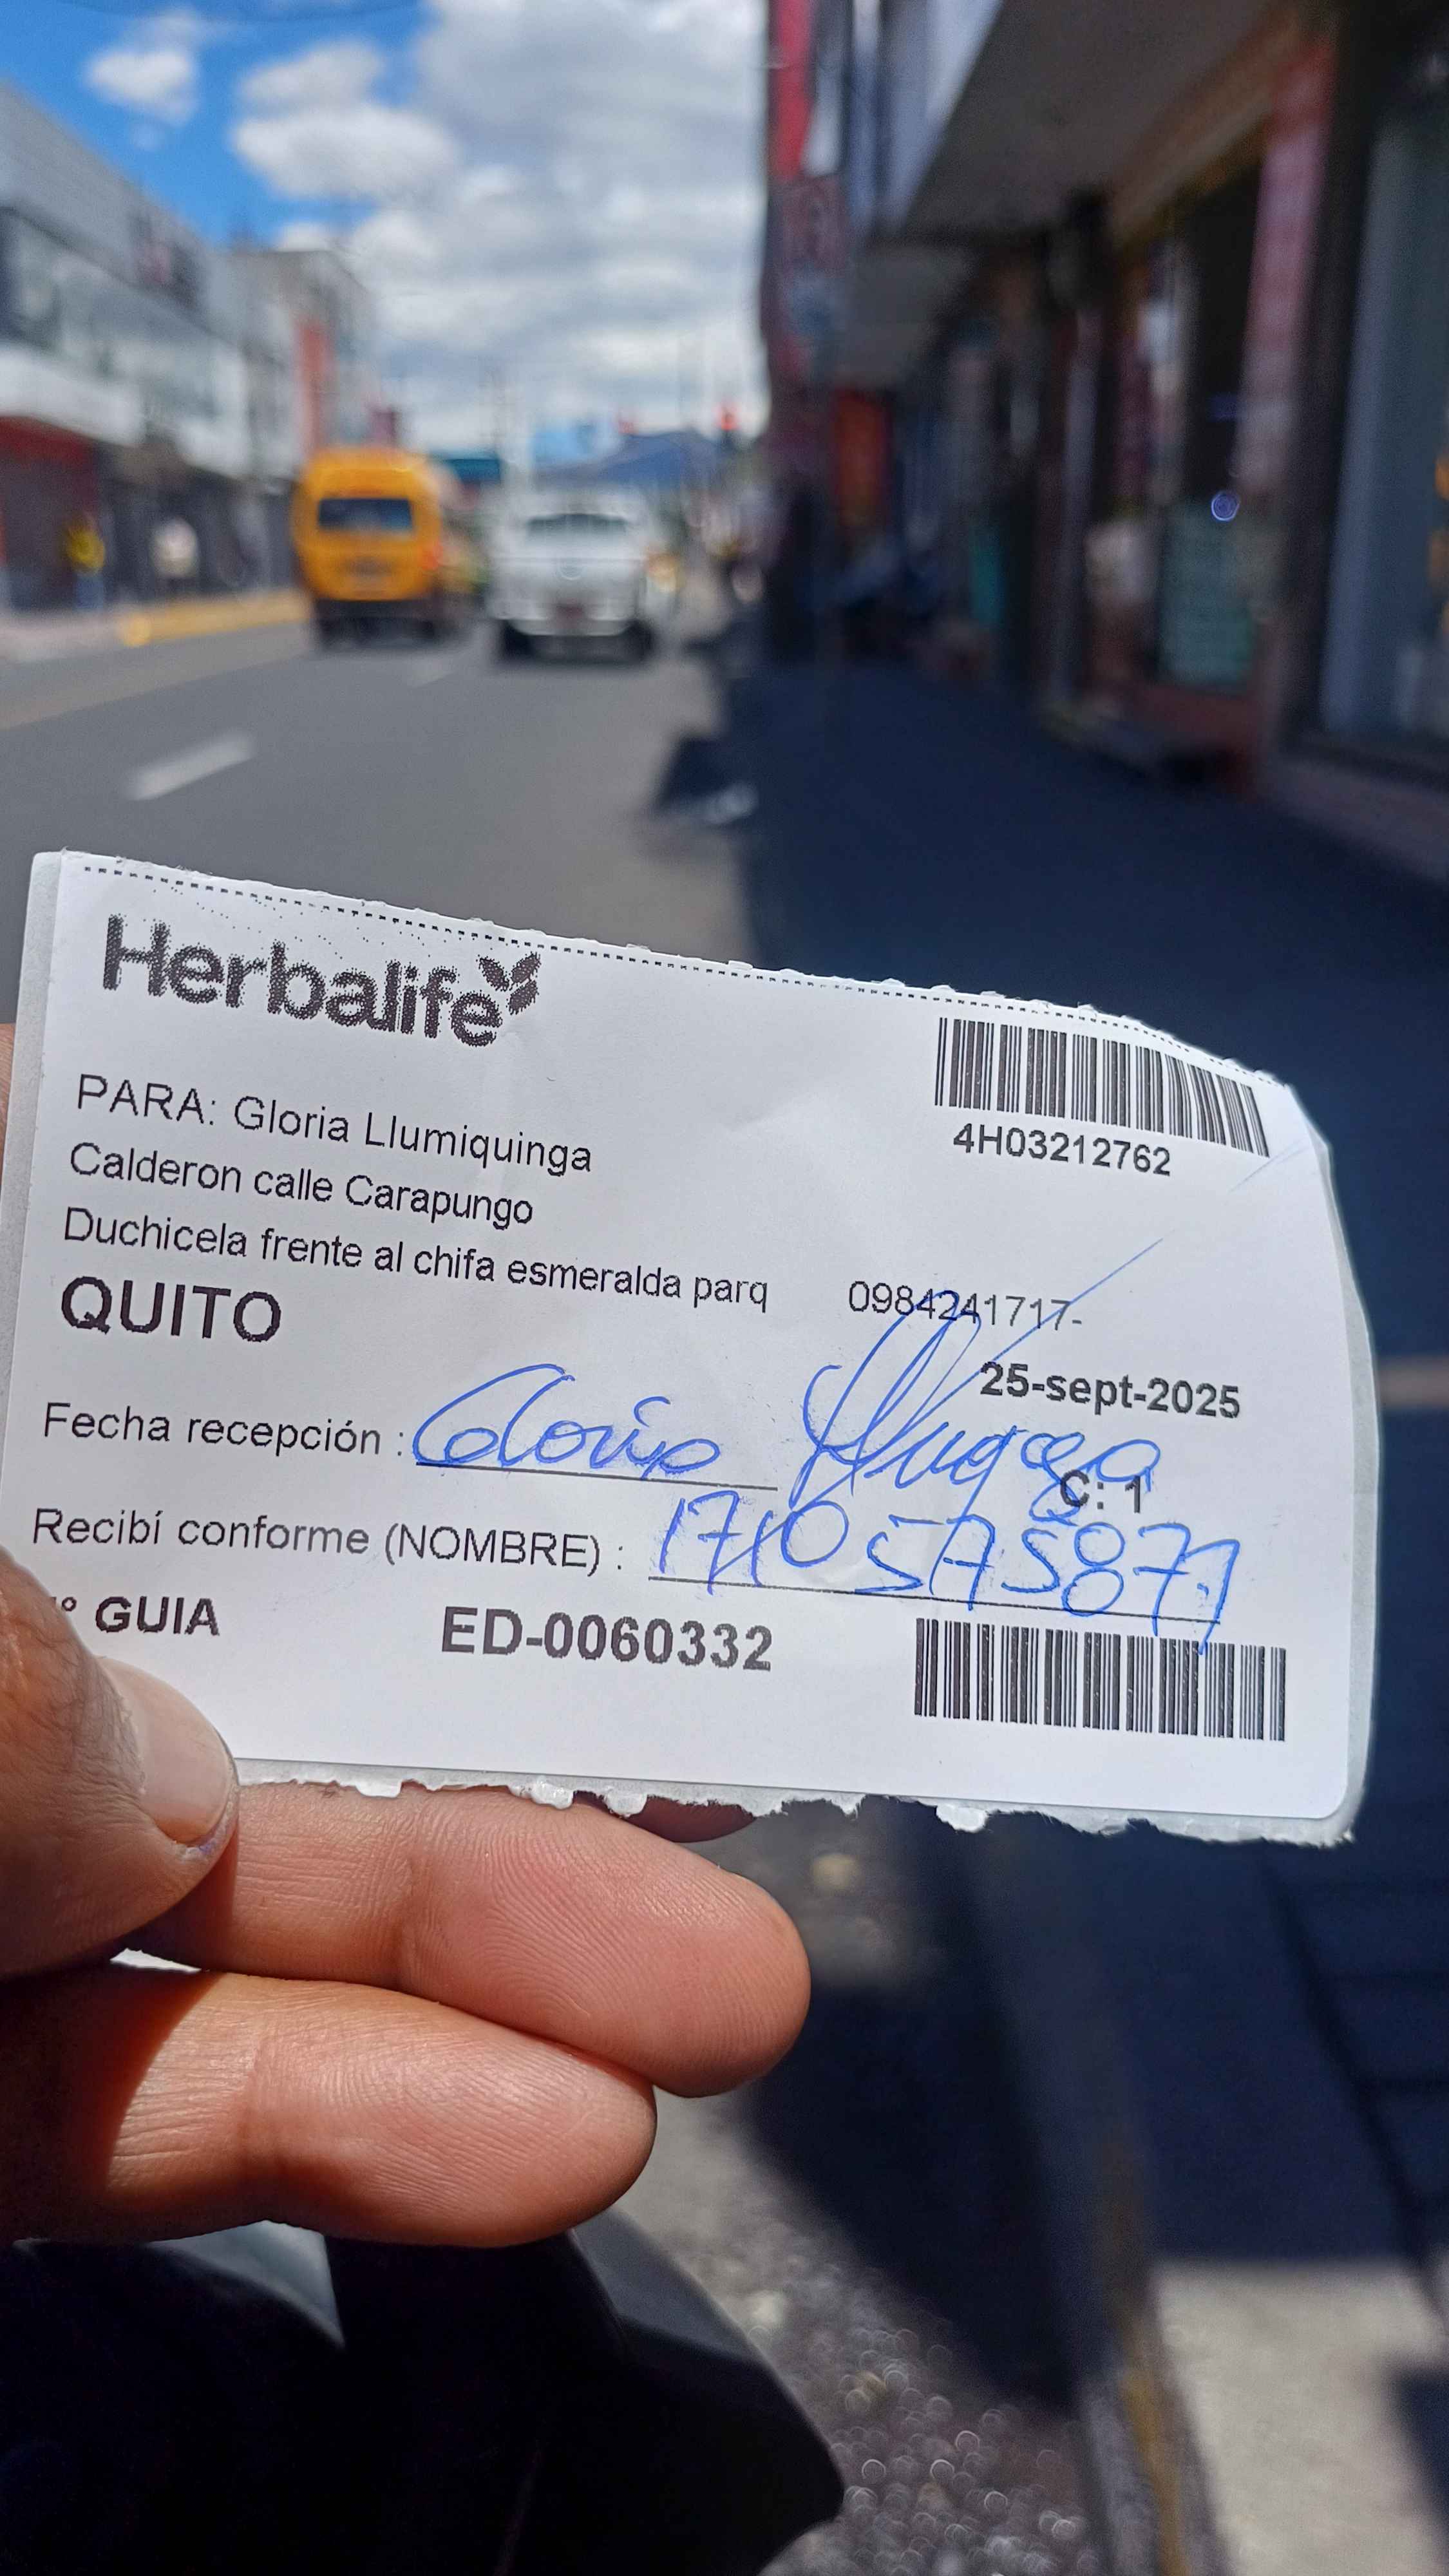 Herbalife
4H03212762
PARA: Gloria Llumiquinga
Calderon calle Carapungo
Duchicela frente al chifa esmeralda parq 0984241717-
QUITO
25-sept-2025
Fecha recepción : Gloria
C: 1
Recibí conforme (NOMBRE) :
° GUIA ED-0060332